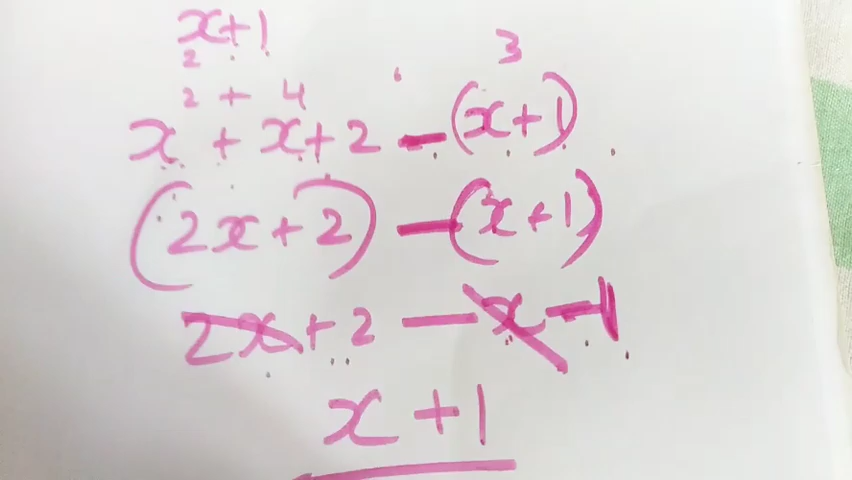 x+1
2 3
2 + 4
x + x+2 - (x+1)
(2x+2) - (x+1)
2x+2 - x - 1
x + 1